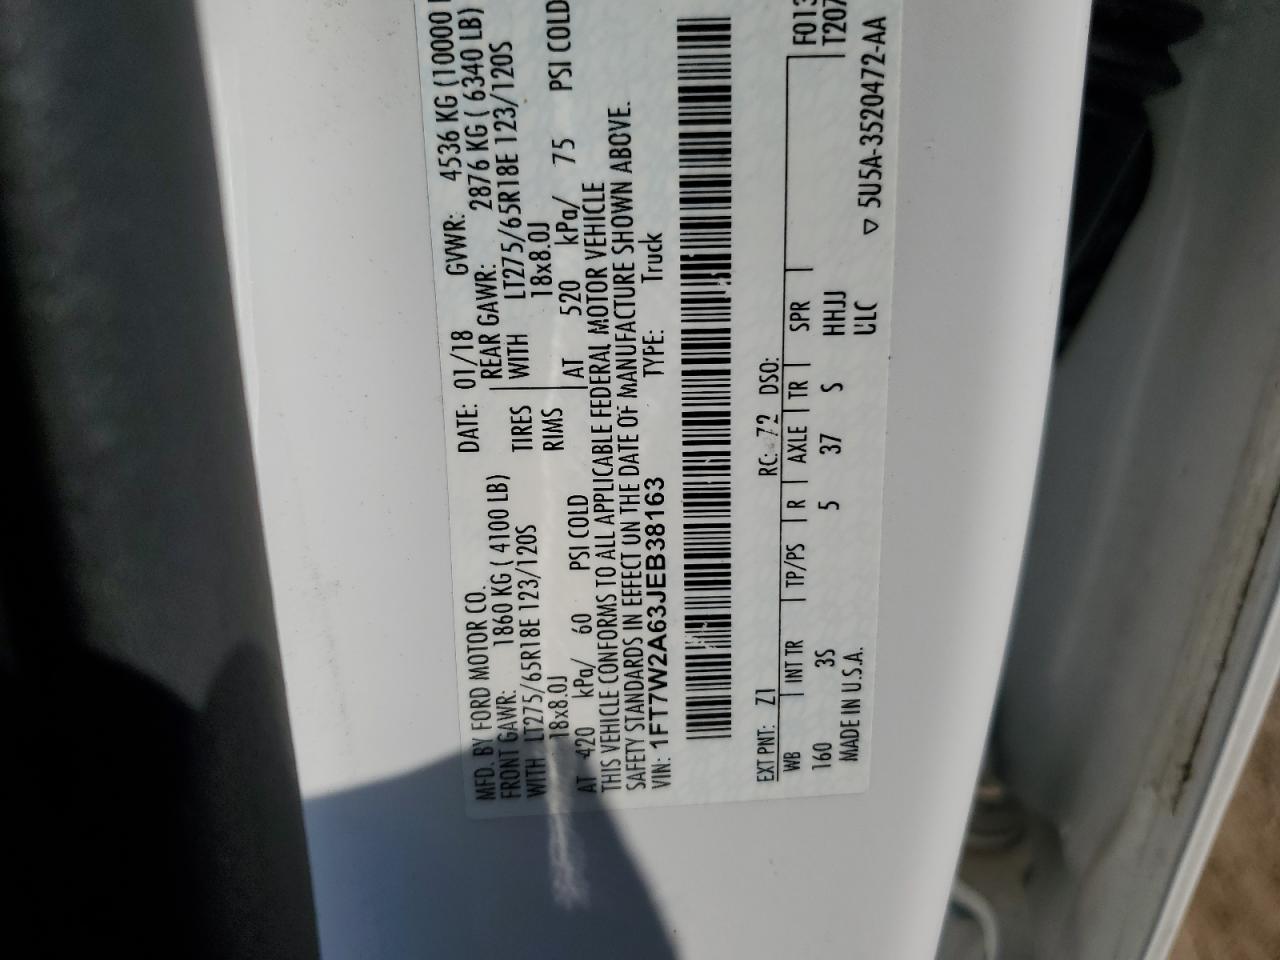 MFD. BY FORD MOTOR CO. DATE: 01/18 GVWR: 4536 KG (10000
FRONT GAWR: 1860 KG ( 4100 LB) REAR GAWR: 2876 KG ( 6340 LB)
WITH LT275/65R18E 123/120S TIRES WITH LT275/65R18E 123/120S
18x8.0J RIMS 18x8.0J
AT 420 kPa/ 60 PSI COLD AT 520 kPa/ 75 PSI COLD
THIS VEHICLE CONFORMS TO ALL APPLICABLE FEDERAL MOTOR VEHICLE
SAFETY STANDARDS IN EFFECT ON THE DATE OF MANUFACTURE SHOWN ABOVE.
VIN: 1FT7W2A63JEB38163 TYPE: Truck
EXT PNT: Z1 RC: 72 DSO:
WB INT TR TP/PS R AXLE TR SPR F013
160 3S 5 37 S HHJJ T207
MADE IN U.S.A. ULC
▽ 5U5A-3520472-AA